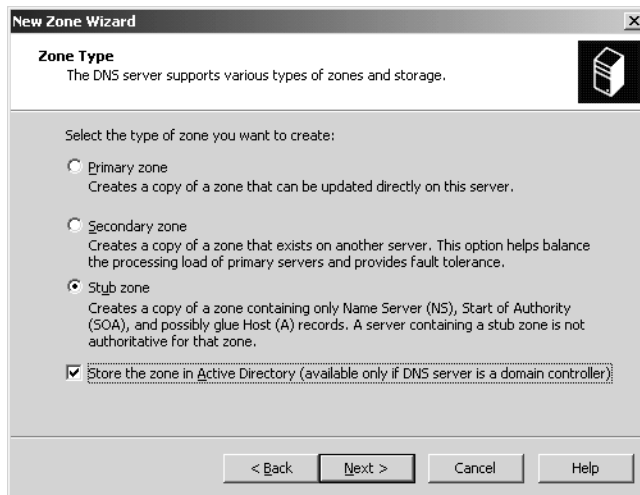 New Zone Wizard
Zone Type
The DNS server supports various types of zones and storage.
Select the type of zone you want to create:
Primary zone
Creates a copy of a zone that can be updated directly on this server.
Secondary zone
Creates a copy of a zone that exists on another server. This option helps balance
the processing load of primary servers and provides fault tolerance.
Stub zone
Creates a copy of a zone containing only Name Server (NS), Start of Authority
(SOA), and possibly glue Host (A) records. A server containing a stub zone is not
authoritative for that zone.
Store the zone in Active Directory (available only if DNS server is a domain controller)
< Back Next > Cancel Help